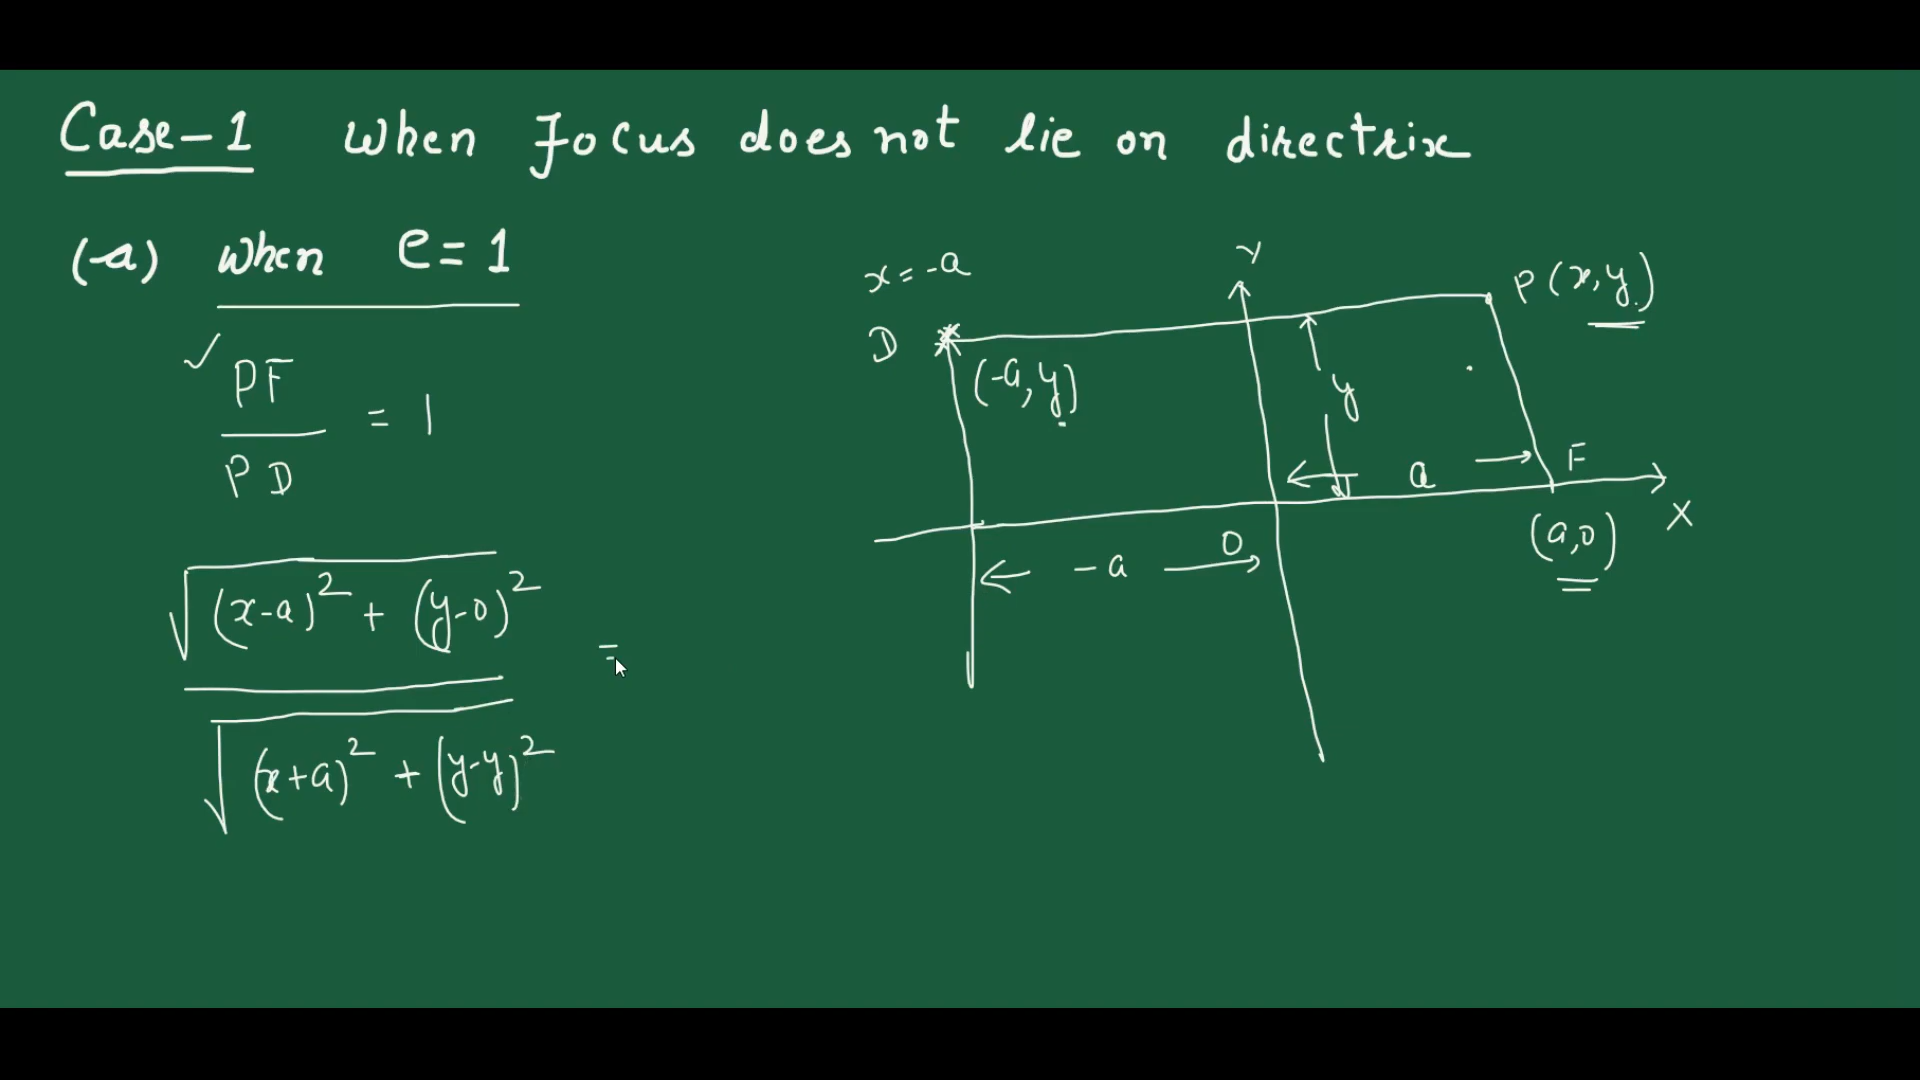 Case-1 when focus does not lie on directrix
(a) when e=1
PF
PD
= 1
√(x-a)² + (y-0)²
√(x+a)² + (y-y)²
=
x=-a
Y
P(x,y)
D
(-a,y)
y
a
F
X
(a,0)
O
-a